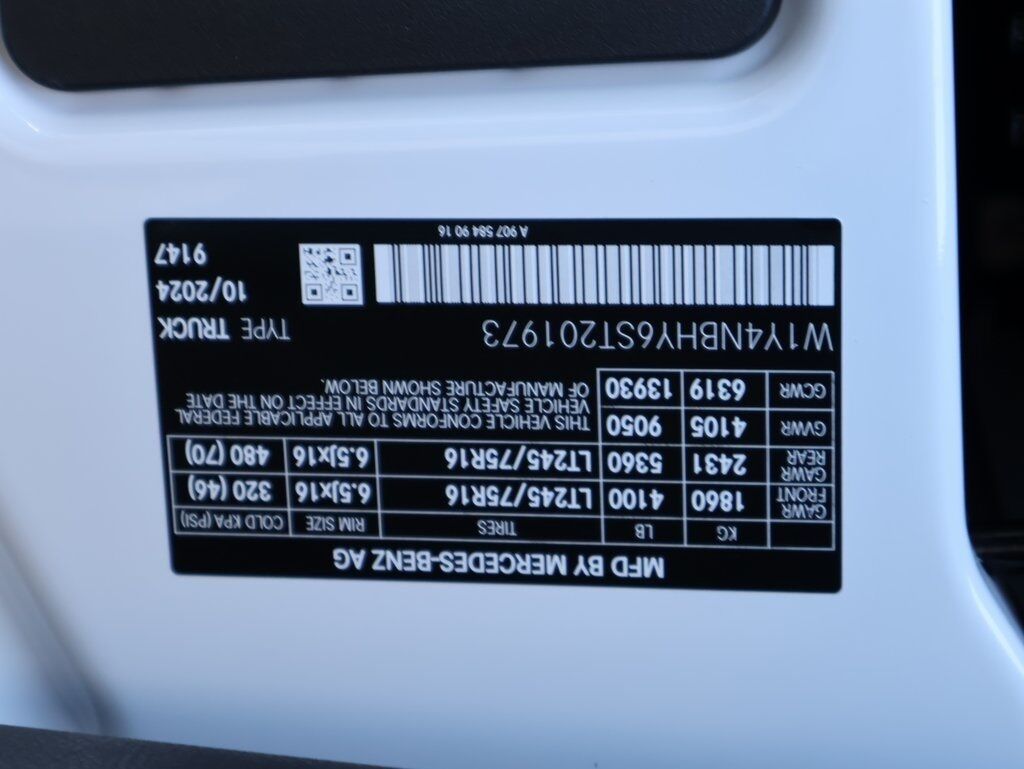 MFD BY MERCEDES-BENZ AG
KG LB TIRES RIM SIZE COLD KPA (PSI)
GAWR FRONT 1860 4100 LT245/75R16 6.5Jx16 320 (46)
GAWR REAR 2431 5360 LT245/75R16 6.5Jx16 480 (70)
GVWR 4105 9050
GCWR 6319 13930
THIS VEHICLE CONFORMS TO ALL APPLICABLE FEDERAL
VEHICLE SAFETY STANDARDS IN EFFECT ON THE DATE
OF MANUFACTURE SHOWN BELOW.
W1Y4NBHY6ST201973
TYPE TRUCK
10/2024
9147
A 907 584 90 16